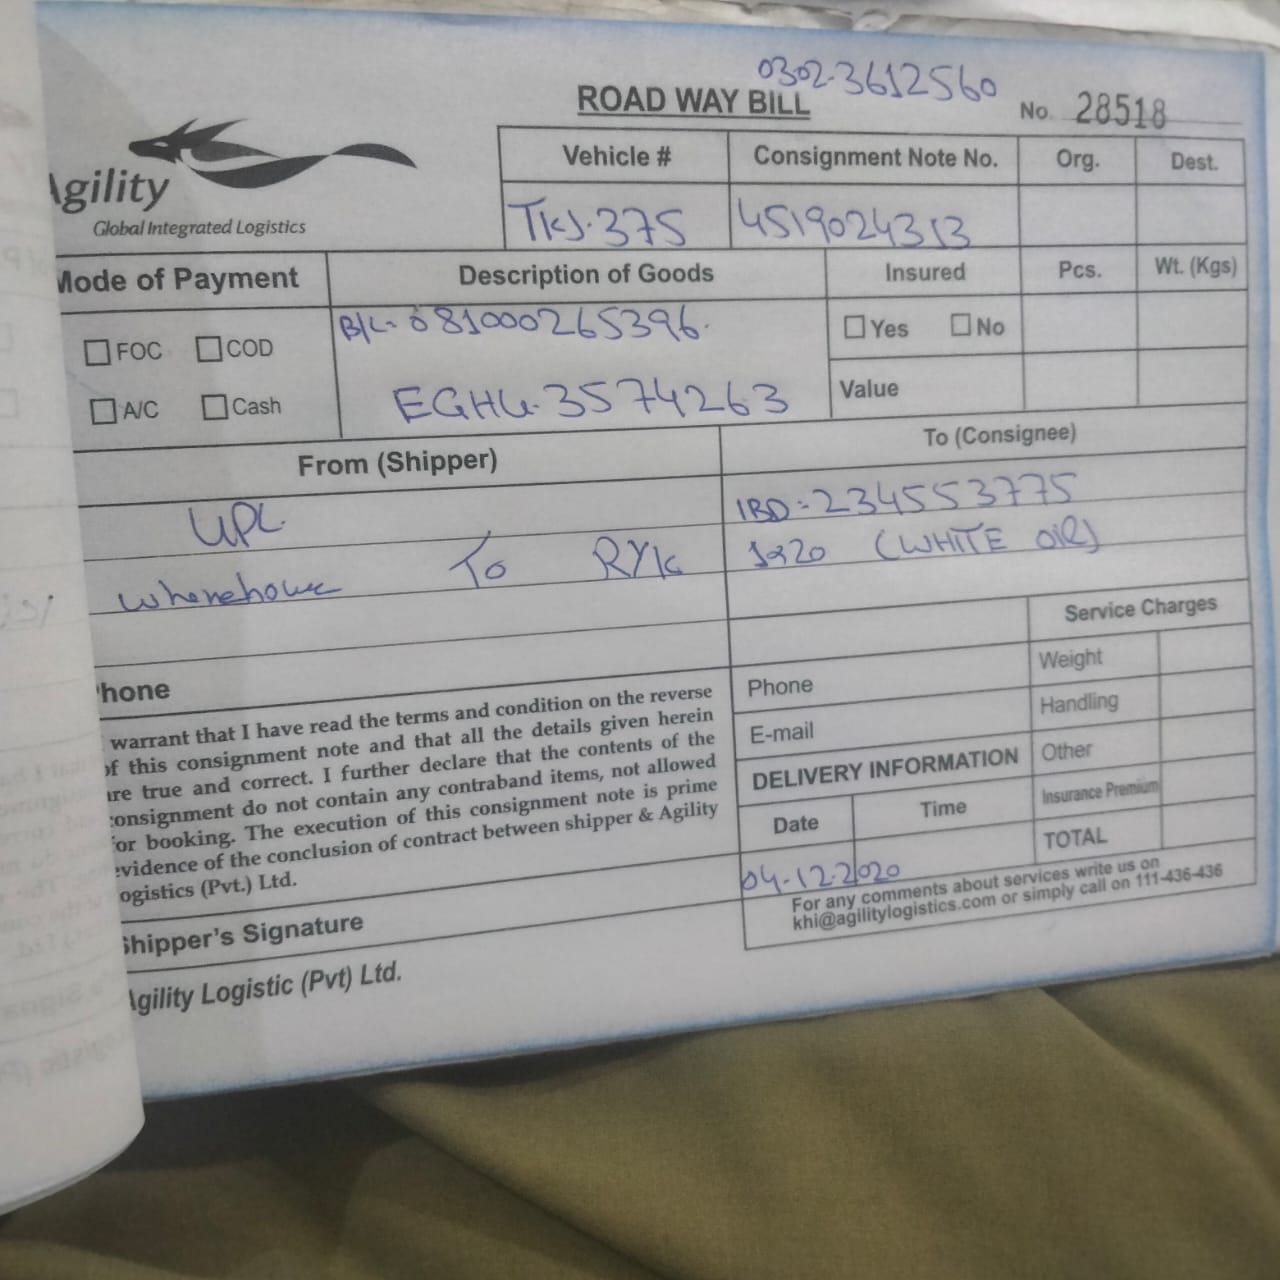 0302-3612560
ROAD WAY BILL
No. 28518
Agility
Global Integrated Logistics
Vehicle # Consignment Note No. Org. Dest.
TKJ-375 4519024313
Mode of Payment Description of Goods Insured Pcs. Wt. (Kgs)
B/L- 081000265396.
FOC COD Yes No
EGHU-3574263 Value
A/C Cash
From (Shipper) To (Consignee)
UPL IBD:-234553775
Wherehouse To RYK 1x20 (WHITE OIL)
Service Charges
Phone Phone Weight
E-mail Handling
warrant that I have read the terms and condition on the reverse
of this consignment note and that all the details given herein
are true and correct. I further declare that the contents of the
consignment do not contain any contraband items, not allowed
for booking. The execution of this consignment note is prime
evidence of the conclusion of contract between shipper & Agility
Logistics (Pvt.) Ltd.
DELIVERY INFORMATION Other
Date Time Insurance Premium
TOTAL
04-12-2020
For any comments about services write us on
khi@agilitylogistics.com or simply call on 111-436-436
Shipper's Signature
Agility Logistic (Pvt) Ltd.